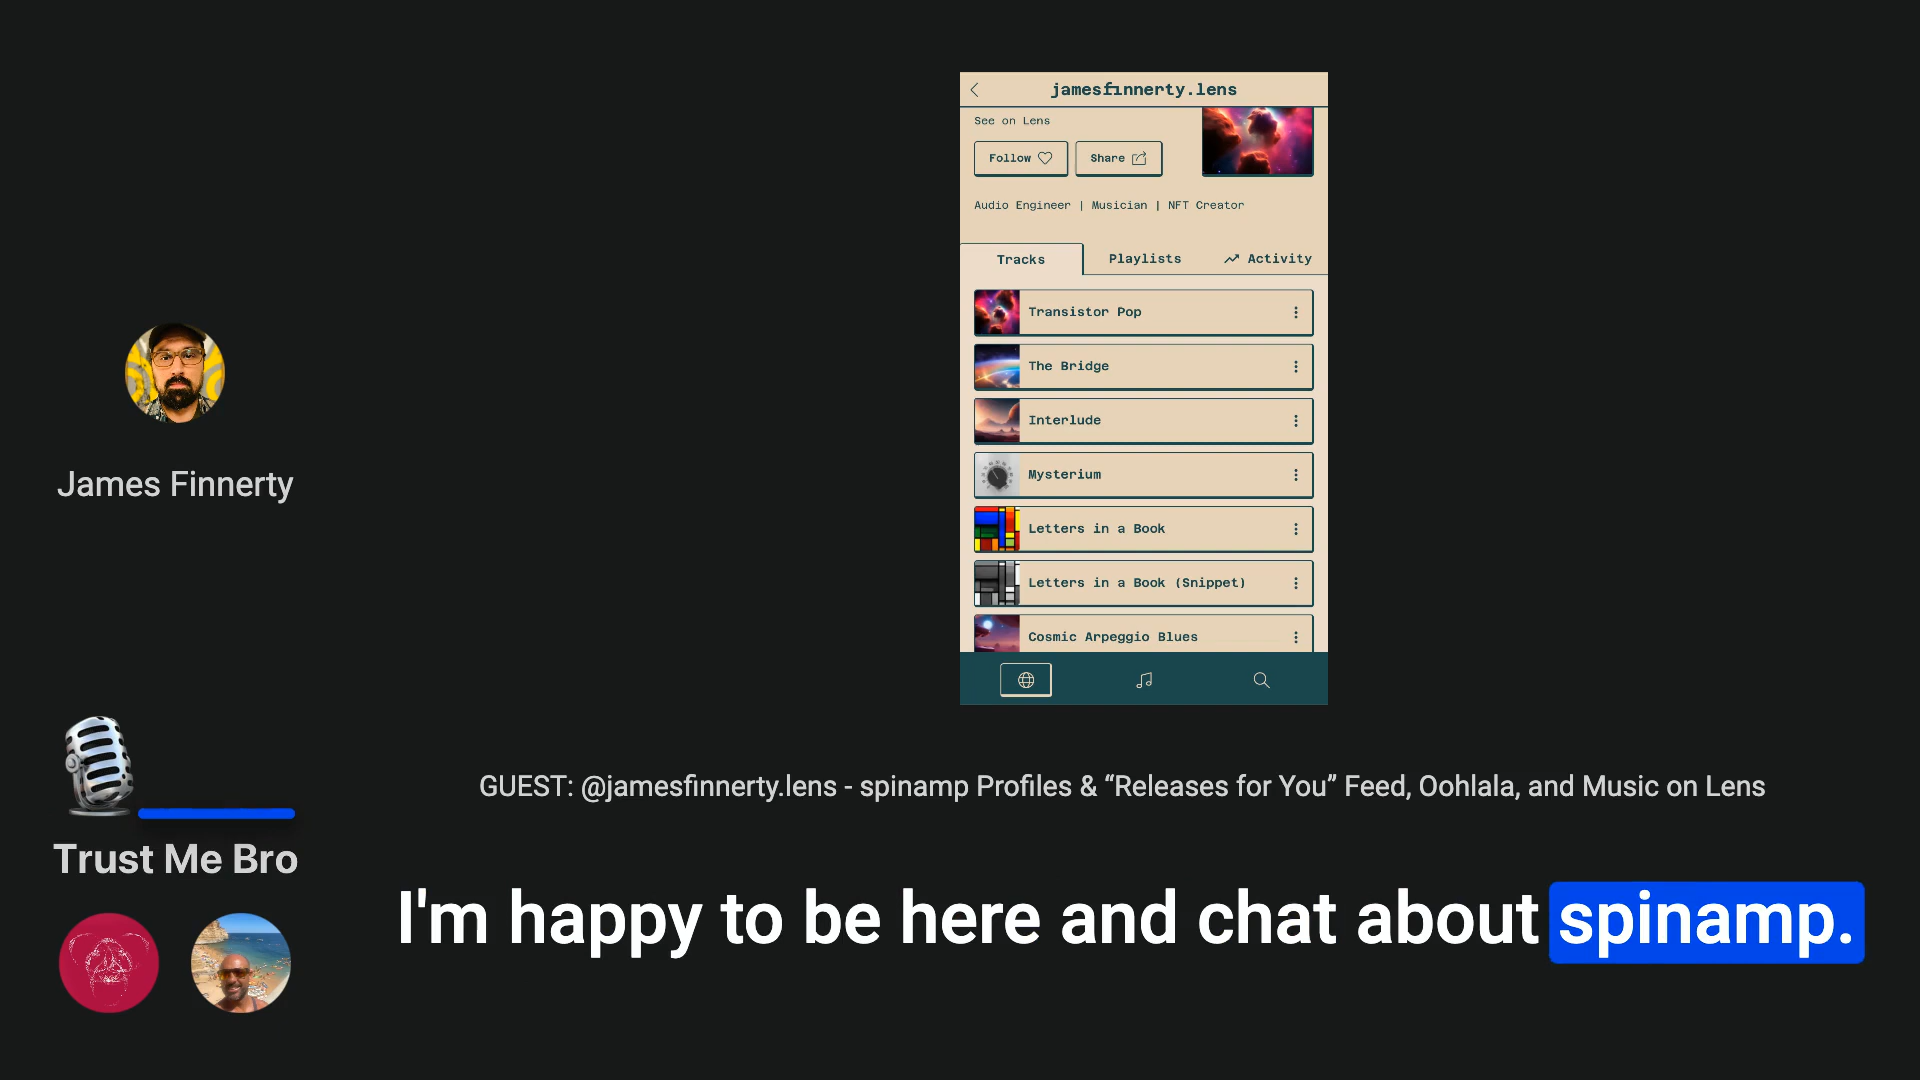 jamesfinnerty.lens
See on Lens
Follow
Share
Audio Engineer | Musician | NFT Creator
Tracks
Playlists
Activity
Transistor Pop
The Bridge
Interlude
Mysterium
Letters in a Book
Letters in a Book (Snippet)
Cosmic Arpeggio Blues
James Finnerty
GUEST: @jamesfinnerty.lens - spinamp Profiles & “Releases for You” Feed, Oohlala, and Music on Lens
Trust Me Bro
I'm happy to be here and chat about spinamp.